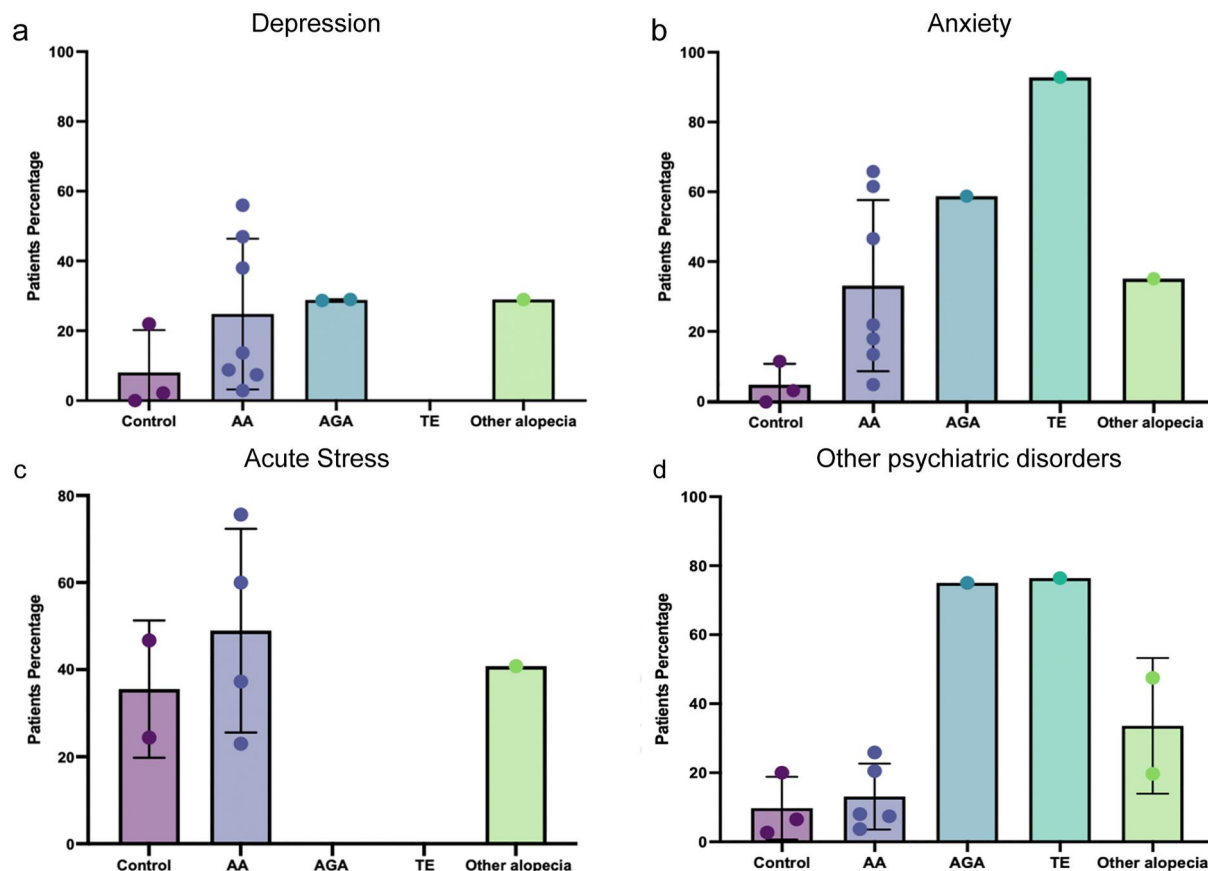 a
Depression
Patients Percentage
100
80
60
40
20
0
Control AA AGA TE Other alopecia
b
Anxiety
Patients Percentage
100
80
60
40
20
0
Control AA AGA TE Other alopecia
c
Acute Stress
Patients Percentage
80
60
40
20
0
Control AA AGA TE Other alopecia
d
Other psychiatric disorders
Patients Percentage
100
80
60
40
20
0
Control AA AGA TE Other alopecia